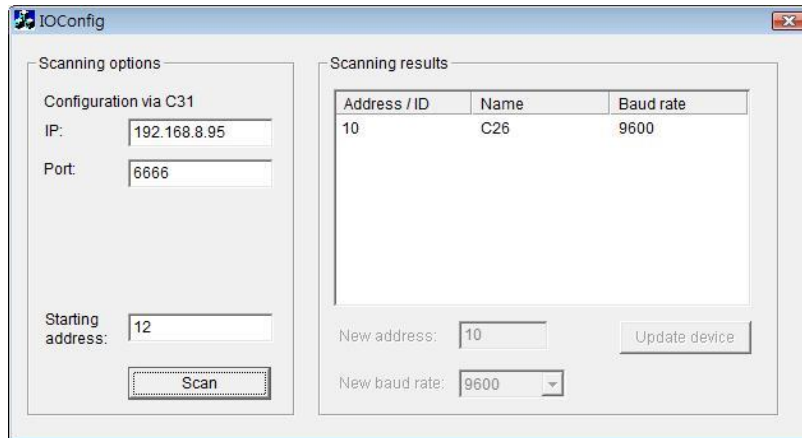 IOConfig
Scanning options
Configuration via C31
IP: 192.168.8.95
Port: 6666
Starting
address: 12
Scan
Scanning results
Address / ID Name Baud rate
10 C26 9600
New address: 10 Update device
New baud rate: 9600